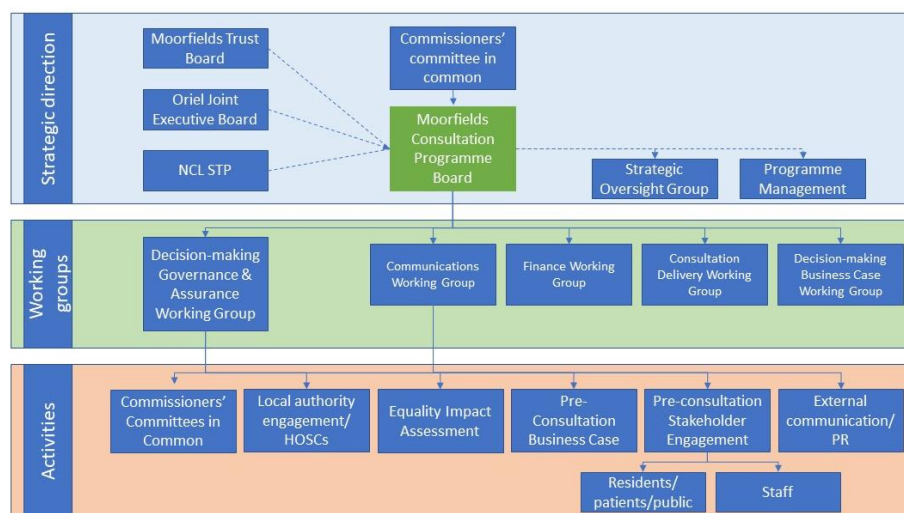 Strategic direction
Moorfields Trust
Board
Oriel Joint
Executive Board
NCL STP
Commissioners'
committee in
common
Moorfields
Consultation
Programme
Board
Strategic
Oversight Group
Programme
Management
Working
groups
Decision-making
Governance &
Assurance
Working Group
Communications
Working Group
Finance Working
Group
Consultation
Delivery Working
Group
Decision-making
Business Case
Working Group
Activities
Commissioners'
Committees in
Common
Local authority
engagement/
HOSCs
Equality Impact
Assessment
Pre-
Consultation
Business Case
Pre-consultation
Stakeholder
Engagement
External
communication/
PR
Residents/
patients/public
Staff